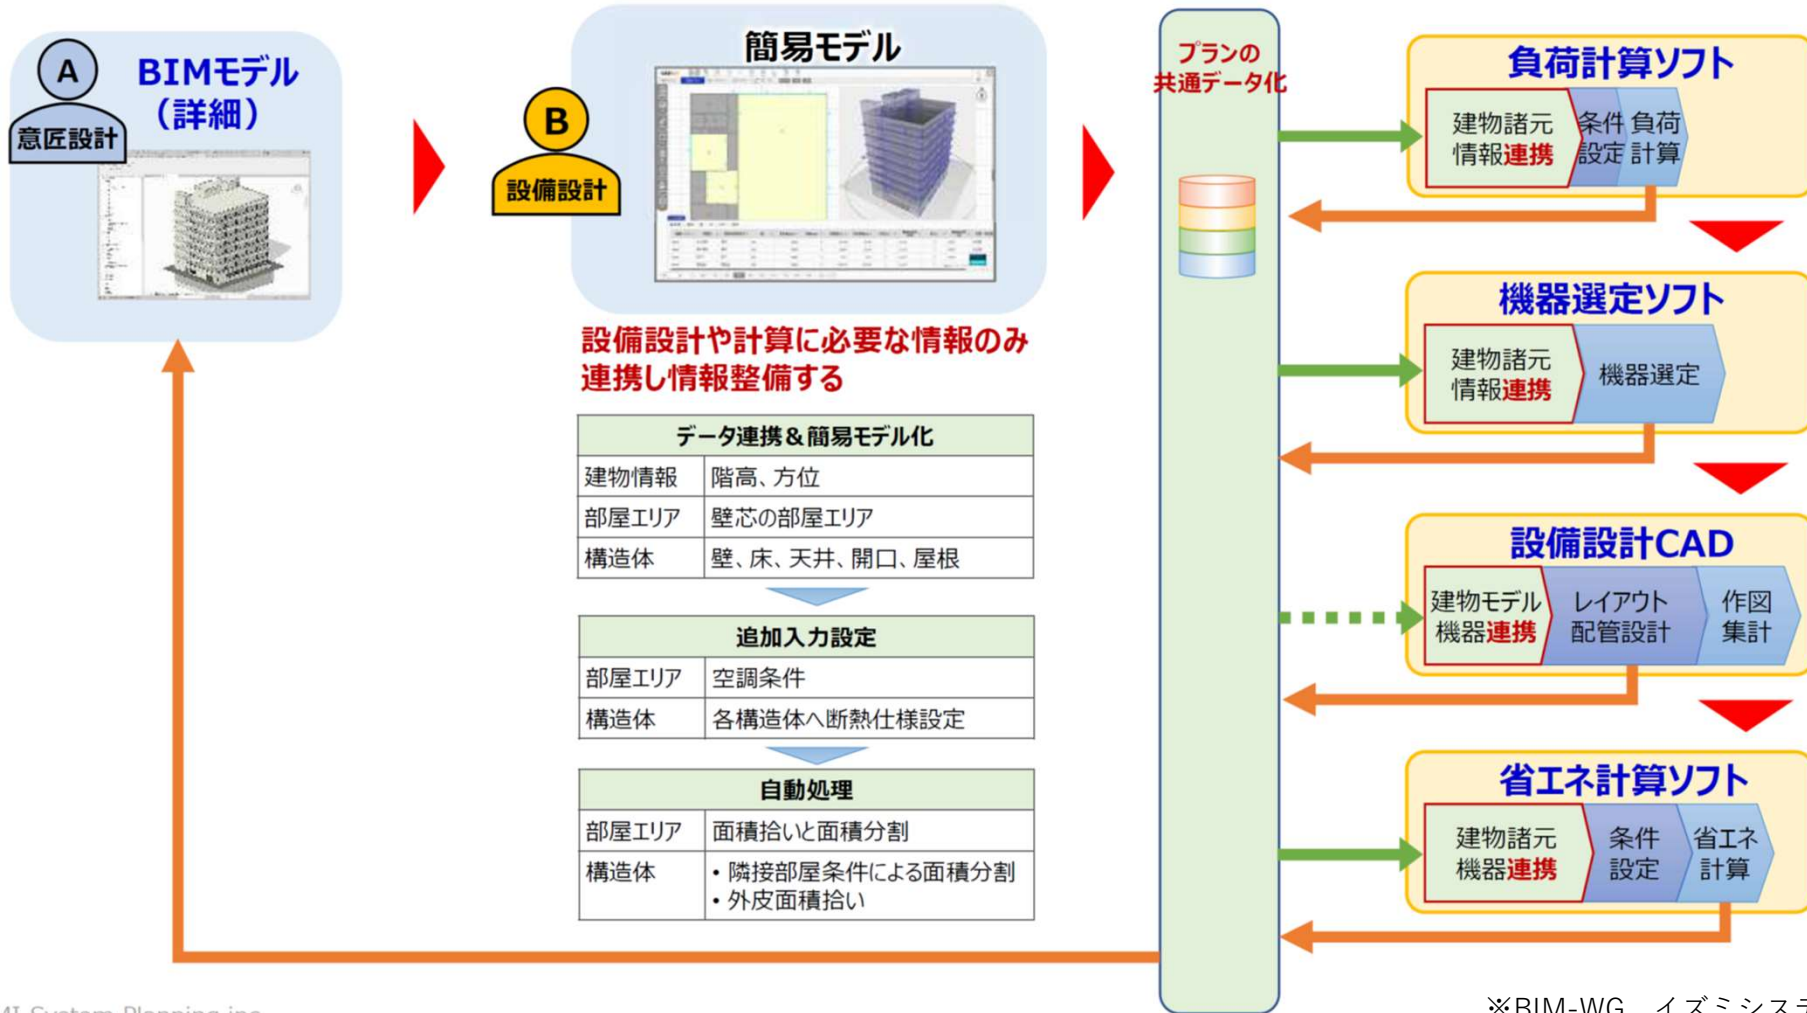 A
意匠設計
BIMモデル
（詳細）
簡易モデル
B
設備設計
設備設計や計算に必要な情報のみ
連携し情報整備する
データ連携＆簡易モデル化
建物情報 階高、方位
部屋エリア 壁芯の部屋エリア
構造体 壁、床、天井、開口、屋根
追加入力設定
部屋エリア 空調条件
構造体 各構造体へ断熱仕様設定
自動処理
部屋エリア 面積拾いと面積分割
構造体 ・隣接部屋条件による面積分割
・外皮面積拾い
プランの
共通データ化
負荷計算ソフト
建物諸元
情報連携
条件
設定
負荷
計算
機器選定ソフト
建物諸元
情報連携
機器選定
設備設計CAD
建物モデル
機器連携
レイアウト
配管設計
作図
集計
省エネ計算ソフト
建物諸元
機器連携
条件
設定
省エネ
計算
System Planning inc
※BIM-WG イズミシステ